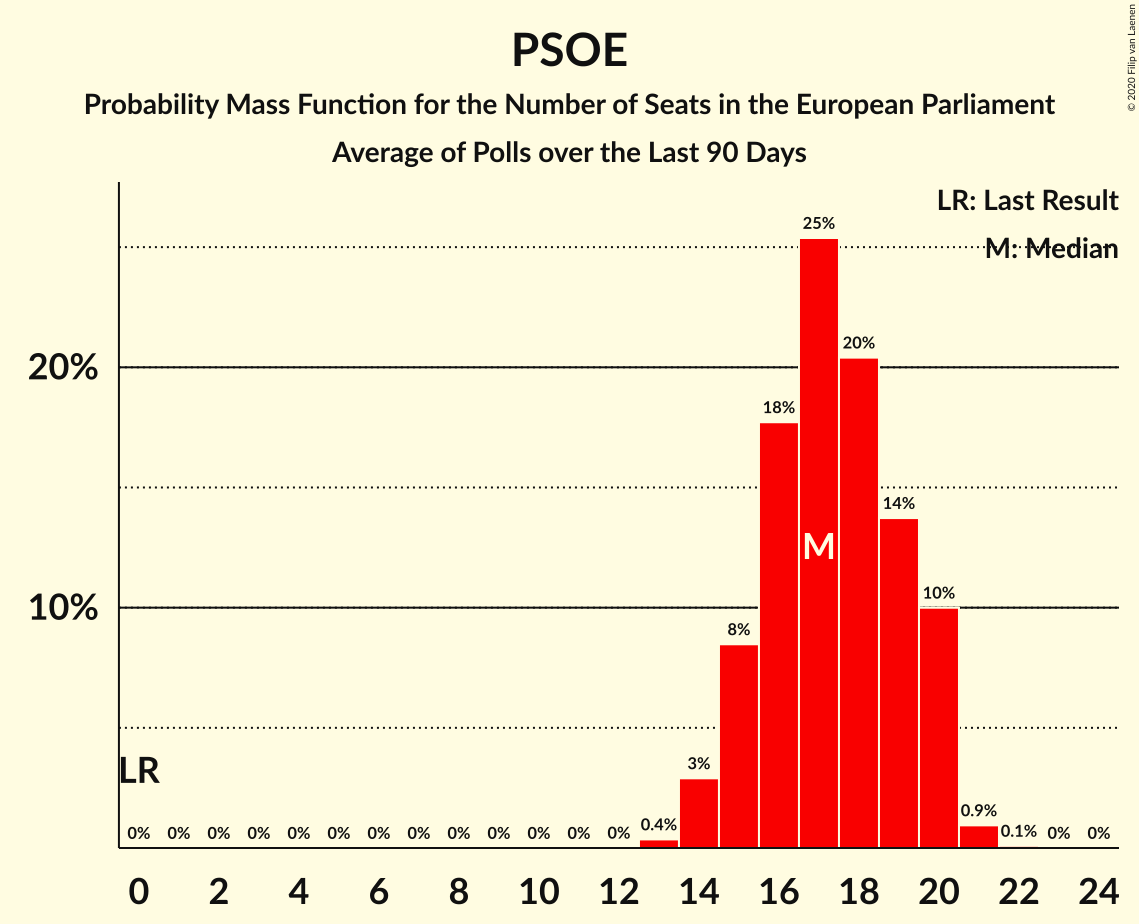 PSOE
Probability Mass Function for the Number of Seats in the European Parliament
Average of Polls over the Last 90 Days
© 2020 Filip van Laenen
LR: Last Result
M: Median
25%
20%
20%
18%
14%
M
10%
10%
8%
LR
3%
0% 0% 0% 0% 0% 0% 0% 0% 0% 0% 0% 0% 0% 0.4% 0.9% 0.1% 0% 0%
0 2 4 6 8 10 12 14 16 18 20 22 24